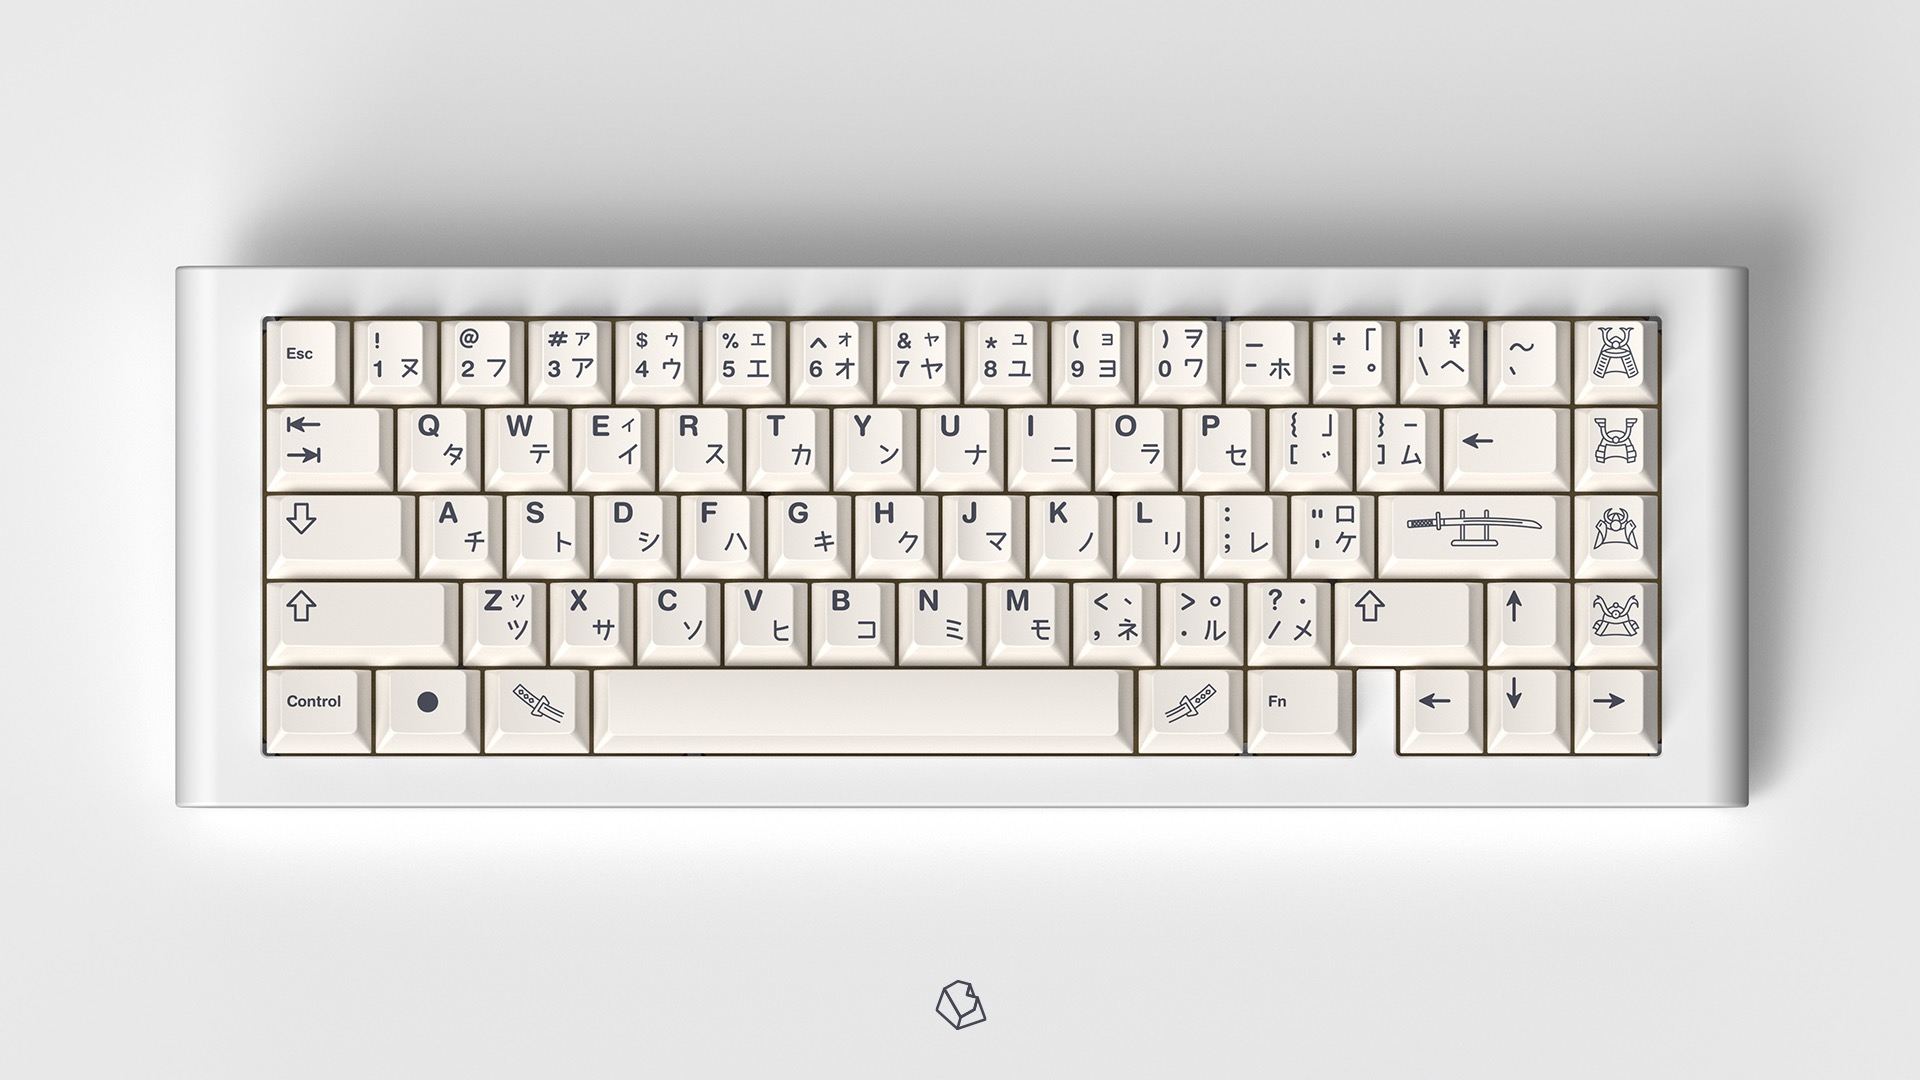 Esc ! 1 ヌ @ 2 フ # ァ 3 ア $ ゥ 4 ウ % ェ 5 エ ^ ォ 6 オ & ャ 7 ヤ * ュ 8 ユ ( ョ 9 ヨ ) ヲ 0 ワ _ - ホ + 「 = ゜ | ¥ \ ヘ ~ `
Q タ W テ E ィ イ R ス T カ Y ン U ナ I ニ O ラ P セ { 」 [ ゛ } ー ] ム ←
A チ S ト D シ F ハ G キ H ク J マ K ノ L リ : ; レ " ロ ' ケ
⇧ Z ッ ツ X サ C ソ V ヒ B コ N ミ M モ < 、 , ネ > 。 . ル ? ・ / メ ⇧ ↑
Control ● Fn ← ↓ →